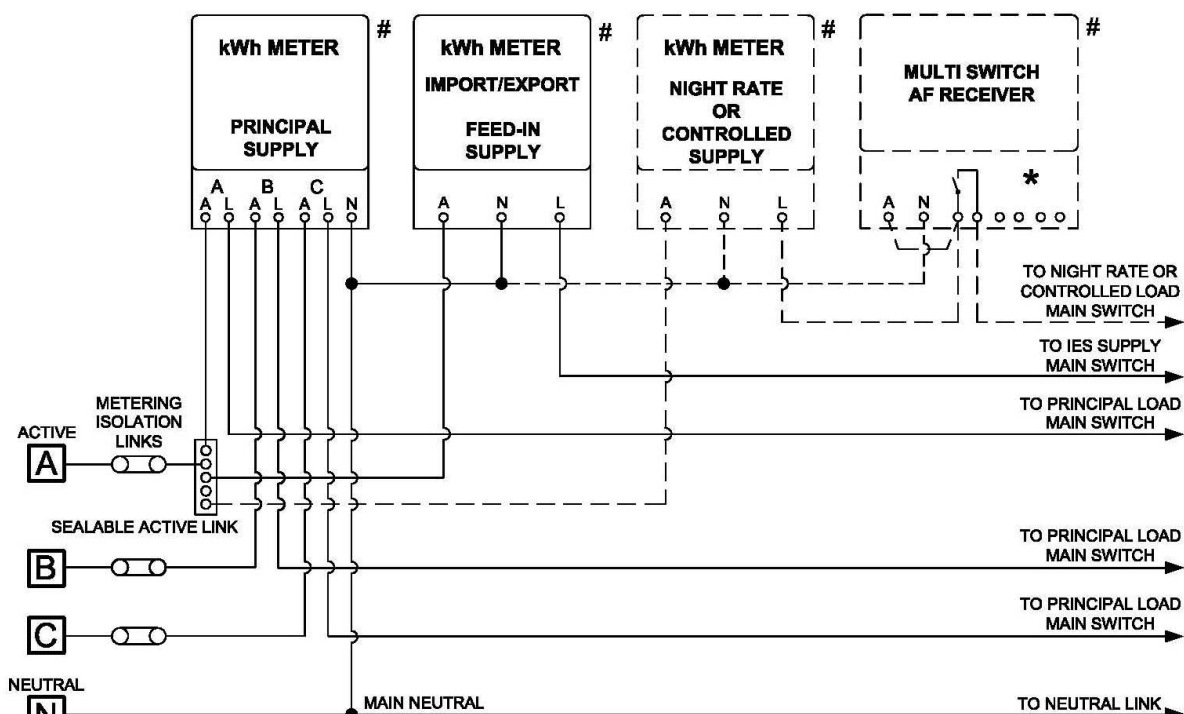 #
#
#
#
kWh METER
kWh METER
kWh METER
MULTI SWITCH
AF RECEIVER
IMPORT/EXPORT
NIGHT RATE
OR
CONTROLLED
SUPPLY
PRINCIPAL
SUPPLY
FEED-IN
SUPPLY
A B C
A L A L A L N
A N L
A N L
A N
*
TO NIGHT RATE OR
CONTROLLED LOAD
MAIN SWITCH
TO IES SUPPLY
MAIN SWITCH
METERING
ISOLATION
LINKS
TO PRINCIPAL LOAD
MAIN SWITCH
ACTIVE
A
SEALABLE ACTIVE LINK
TO PRINCIPAL LOAD
MAIN SWITCH
B
TO PRINCIPAL LOAD
MAIN SWITCH
C
NEUTRAL
N
MAIN NEUTRAL
TO NEUTRAL LINK